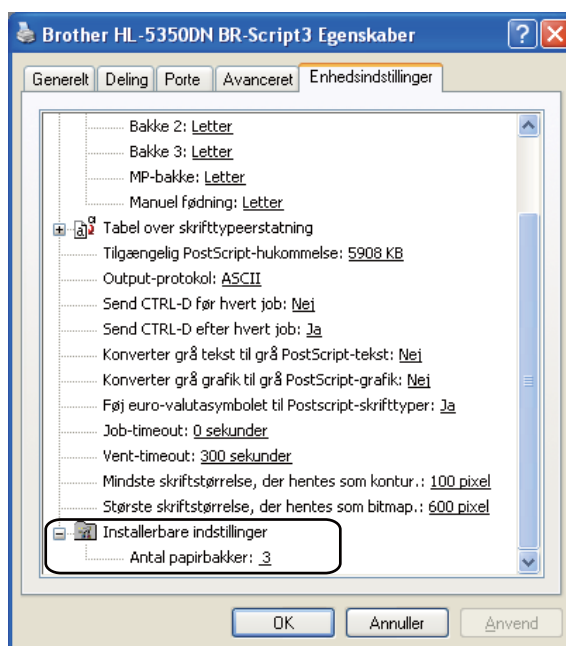 Brother HL-5350DN BR-Script3 Egenskaber
Generelt Deling Porte Avanceret Enhedsindstillinger
Bakke 2: Letter
Bakke 3: Letter
MP-bakke: Letter
Manuel fødning: Letter
Tabel over skrifttypeerstatning
Tilgængelig PostScript-hukommelse: 5908 KB
Output-protokol: ASCII
Send CTRL-D før hvert job: Nej
Send CTRL-D efter hvert job: Ja
Konverter grå tekst til grå PostScript-tekst: Nej
Konverter grå grafik til grå PostScript-grafik: Nej
Føj euro-valutasymbolet til Postscript-skrifttyper: Ja
Job-timeout: 0 sekunder
Vent-timeout: 300 sekunder
Mindste skriftstørrelse, der hentes som kontur.: 100 pixel
Største skriftstørrelse, der hentes som bitmap.: 600 pixel
Installerbare indstillinger
Antal papirbakker: 3
OK Annuller Anvend